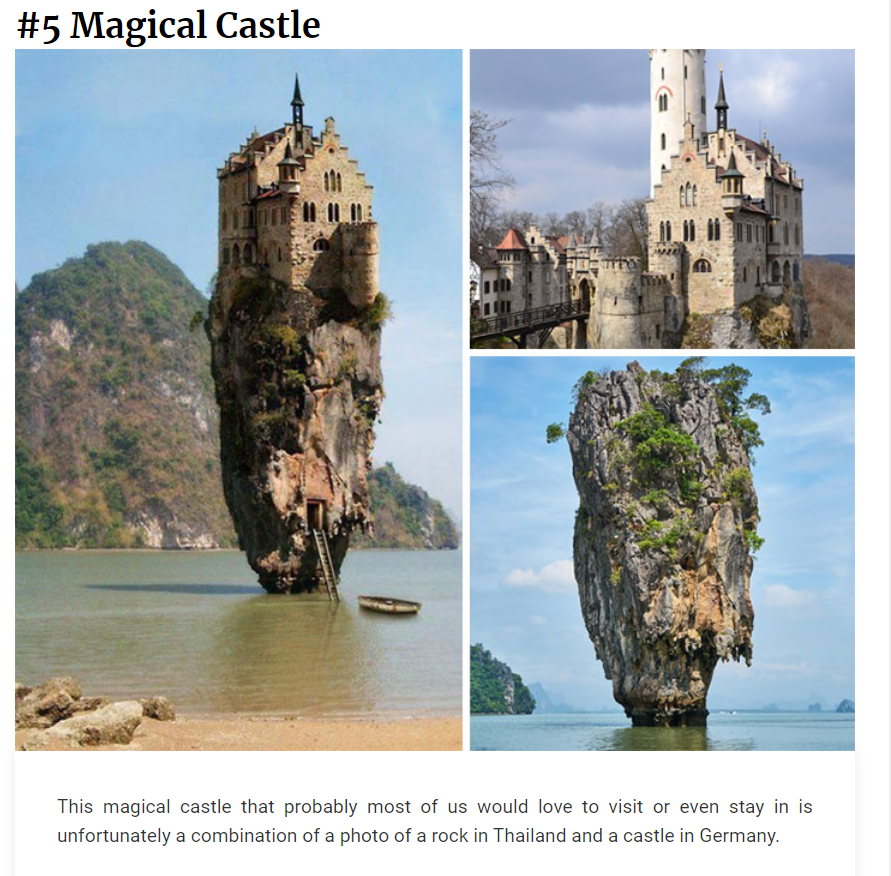 #5 Magical Castle
This magical castle that probably most of us would love to visit or even stay in is
unfortunately a combination of a photo of a rock in Thailand and a castle in Germany.